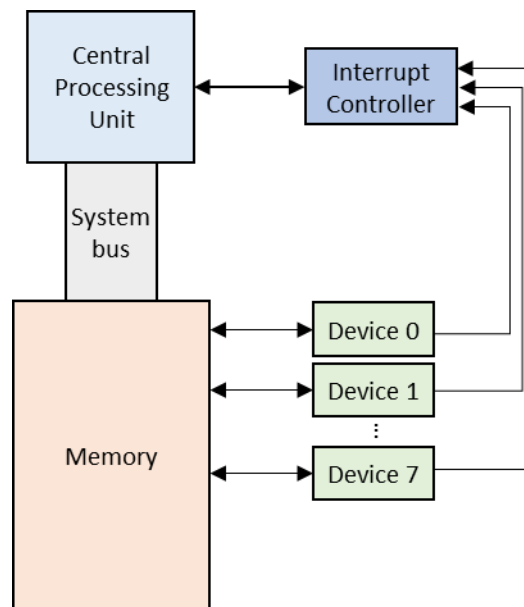 Central
Processing
Unit
Interrupt
Controller
System
bus
Device 0
Device 1
...
Memory
Device 7